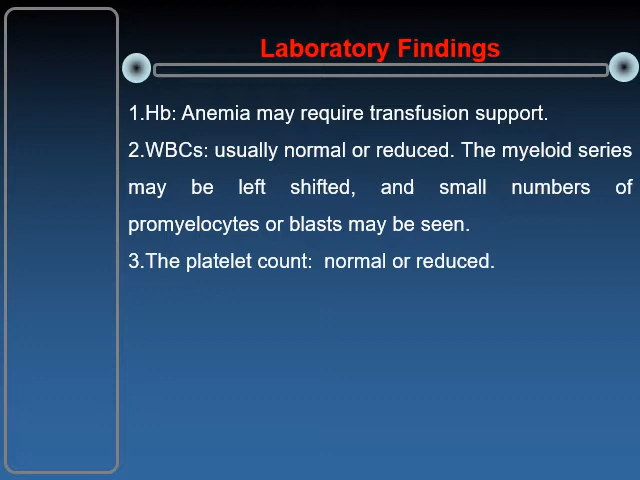 Laboratory Findings
1.Hb: Anemia may require transfusion support.
2.WBCs: usually normal or reduced. The myeloid series
may be left shifted, and small numbers of
promyelocytes or blasts may be seen.
3.The platelet count:  normal or reduced.